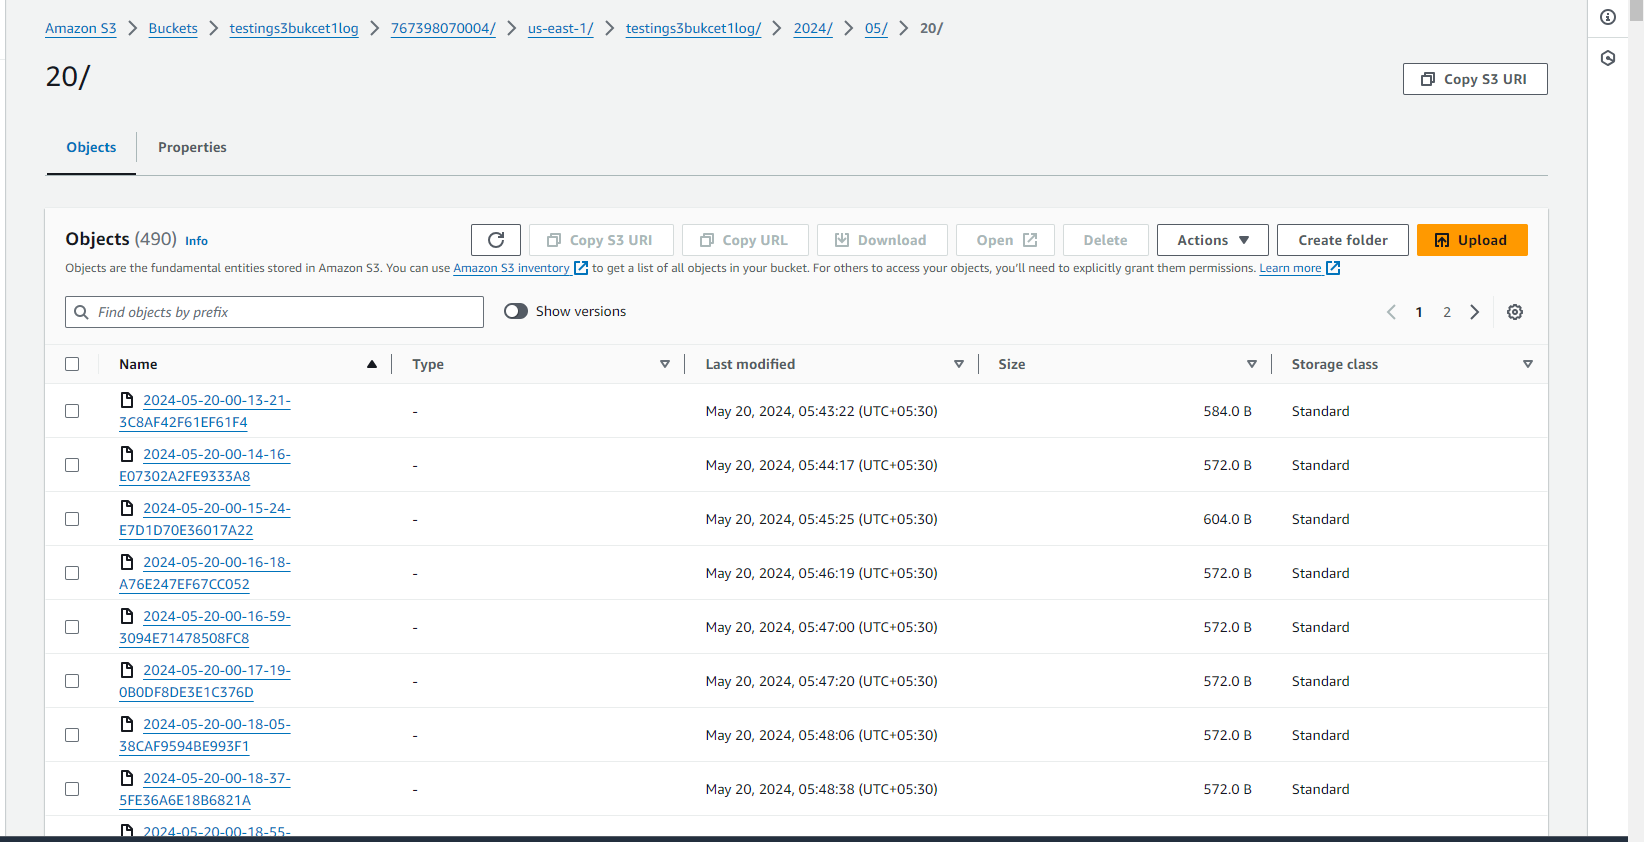 Amazon S3 > Buckets > testings3bukcet1log > 767398070004/ > us-east-1/ > testings3bukcet1log/ > 2024/ > 05/ > 20/
20/
Copy S3 URI
Objects
Properties
Objects (490) Info
Copy S3 URI
Copy URL
Download
Open
Delete
Actions
Create folder
Upload
Objects are the fundamental entities stored in Amazon S3. You can use Amazon S3 inventory to get a list of all objects in your bucket. For others to access your objects, you'll need to explicitly grant them permissions. Learn more
Find objects by prefix
Show versions
1 2
Name Type Last modified Size Storage class
2024-05-20-00-13-21-
3C8AF42F61EF61F4
- May 20, 2024, 05:43:22 (UTC+05:30) 584.0 B Standard
2024-05-20-00-14-16-
E07302A2FE9333A8
- May 20, 2024, 05:44:17 (UTC+05:30) 572.0 B Standard
2024-05-20-00-15-24-
E7D1D70E36017A22
- May 20, 2024, 05:45:25 (UTC+05:30) 604.0 B Standard
2024-05-20-00-16-18-
A76E247EF67CC052
- May 20, 2024, 05:46:19 (UTC+05:30) 572.0 B Standard
2024-05-20-00-16-59-
3094E71478508FC8
- May 20, 2024, 05:47:00 (UTC+05:30) 572.0 B Standard
2024-05-20-00-17-19-
0B0DF8DE3E1C376D
- May 20, 2024, 05:47:20 (UTC+05:30) 572.0 B Standard
2024-05-20-00-18-05-
38CAF9594BE993F1
- May 20, 2024, 05:48:06 (UTC+05:30) 572.0 B Standard
2024-05-20-00-18-37-
5FE36A6E18B6821A
- May 20, 2024, 05:48:38 (UTC+05:30) 572.0 B Standard
2024-05-20-00-18-55-